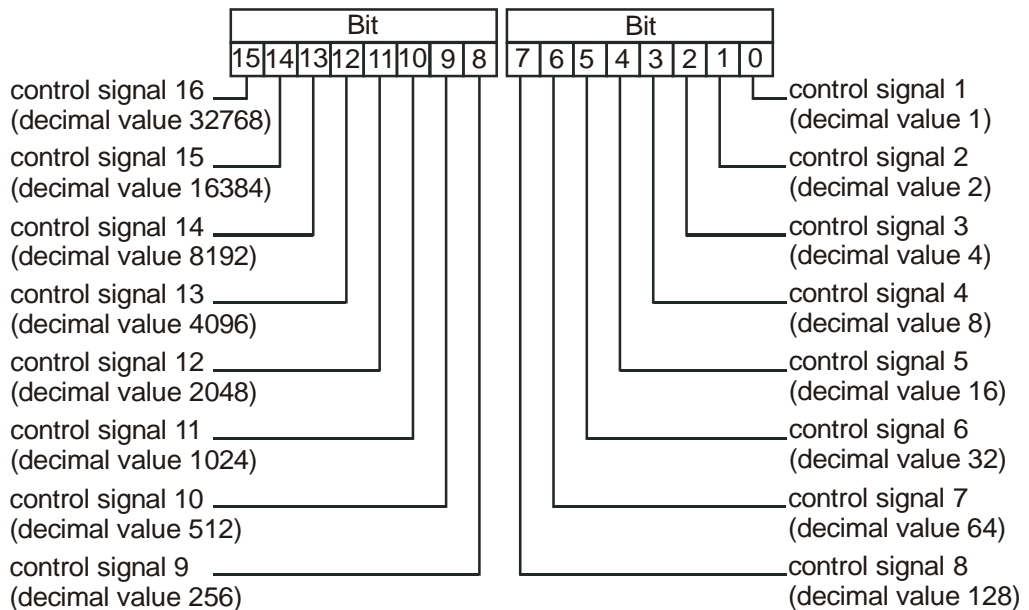 Bit
15 14 13 12 11 10 9 8
Bit
7 6 5 4 3 2 1 0
control signal 16
(decimal value 32768)
control signal 15
(decimal value 16384)
control signal 14
(decimal value 8192)
control signal 13
(decimal value 4096)
control signal 12
(decimal value 2048)
control signal 11
(decimal value 1024)
control signal 10
(decimal value 512)
control signal 9
(decimal value 256)
control signal 1
(decimal value 1)
control signal 2
(decimal value 2)
control signal 3
(decimal value 4)
control signal 4
(decimal value 8)
control signal 5
(decimal value 16)
control signal 6
(decimal value 32)
control signal 7
(decimal value 64)
control signal 8
(decimal value 128)